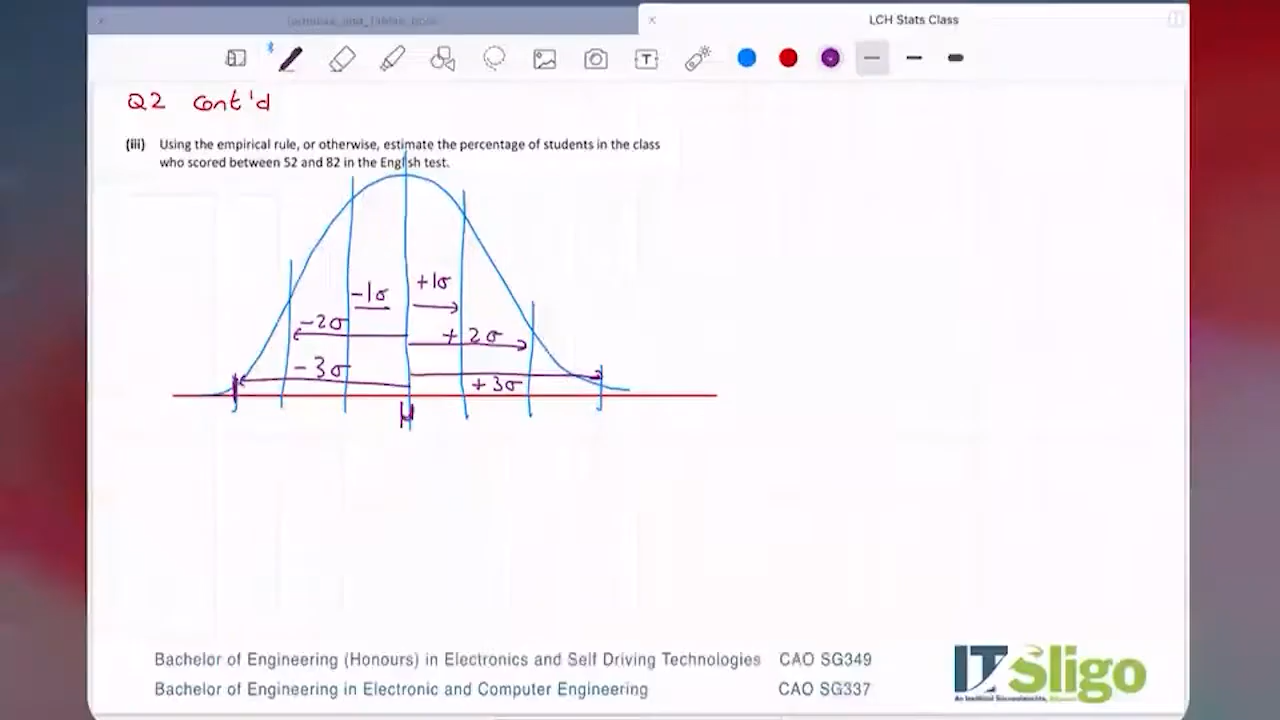 LCH Stats Class
Q2 Cont'd
(iii) Using the empirical rule, or otherwise, estimate the percentage of students in the class
who scored between 52 and 82 in the English test.
-1σ
+1σ
-2σ
+2σ
-3σ
+3σ
μ
Bachelor of Engineering (Honours) in Electronics and Self Driving Technologies CAO SG349
Bachelor of Engineering in Electronic and Computer Engineering CAO SG337
IT Sligo